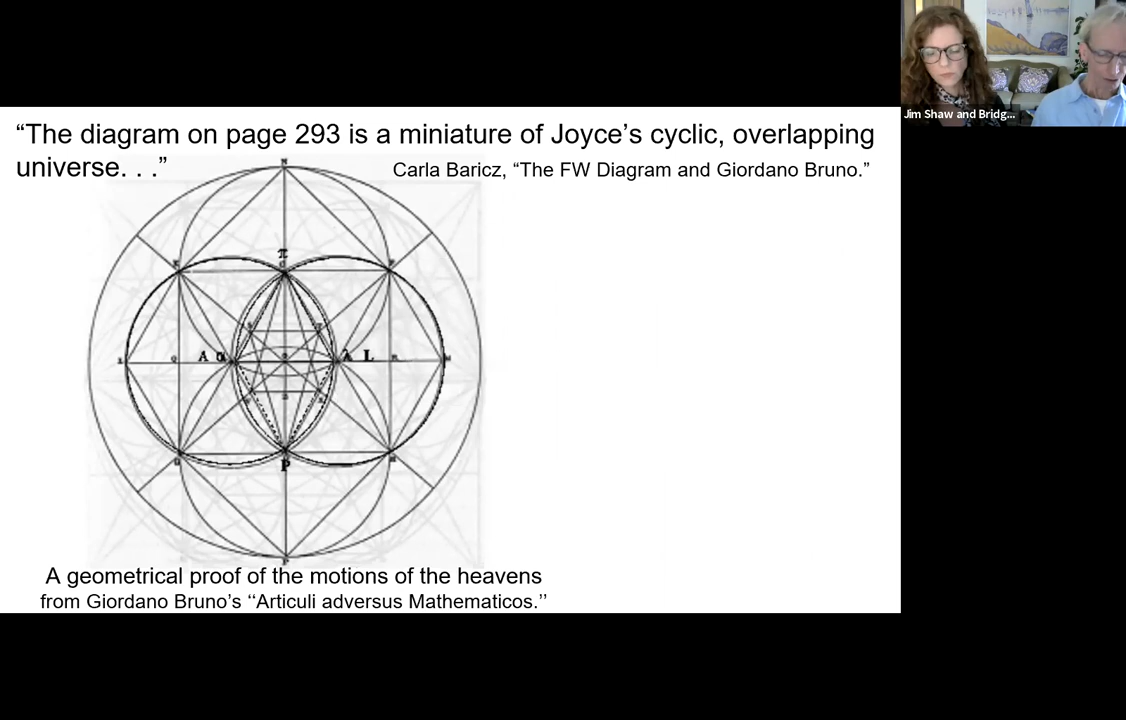 “The diagram on page 293 is a miniature of Joyce’s cyclic, overlapping
universe. . .”
Carla Baricz, “The FW Diagram and Giordano Bruno.”
N
π
A α λ L
P
A geometrical proof of the motions of the heavens
from Giordano Bruno’s ‘‘Articuli adversus Mathematicos.’’
Jim Shaw and Bridg...